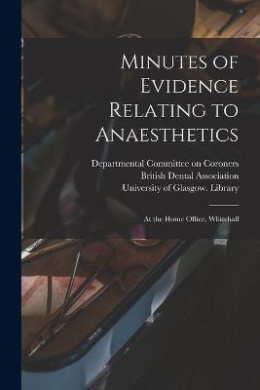 MINUTES OF
EVIDENCE
RELATING TO
ANAESTHETICS
Departmental Committee on Coroners
British Dental Association
University of Glasgow. Library
At the Home Office, Whitehall